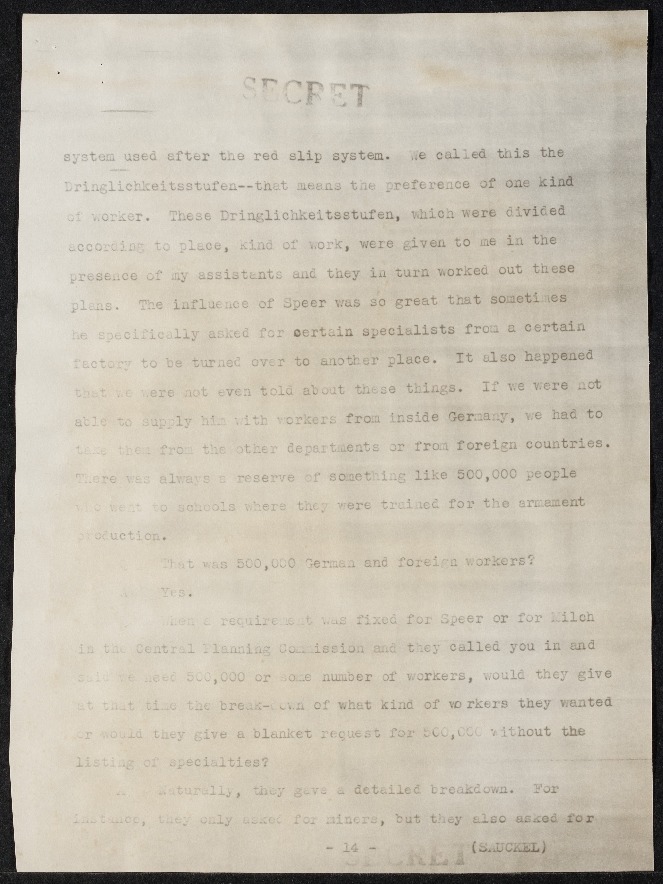 SECRET
system used after the red slip system. We called this the
Dringlichkeitsstufen--that means the preference of one kind
of worker. These Dringlichkeitsstufen, which were divided
according to place, kind of work, were given to me in the
presence of my assistants and they in turn worked out these
plans. The influence of Speer was so great that sometimes
he specifically asked for certain specialists from a certain
factory to be turned over to another place. It also happened
that we were not even told about these things. If we were not
able to supply him with workers from inside Germany, we had to
take them from the other departments or from foreign countries.
There was always a reserve of something like 500,000 people
who went to schools where they were trained for the armament
production.
That was 500,000 German and foreign workers?
A Yes.
When a requirement was fixed for Speer or for Milch
in the Central Planning Commission and they called you in and
said we need 500,000 or some number of workers, would they give
at that time the break-down of what kind of workers they wanted
or would they give a blanket request for 500,000 without the
listing of specialties?
A Naturally, they gave a detailed breakdown. For
instance, they only asked for miners, but they also asked for
- 14 - (SAUCKEL)
SECRET